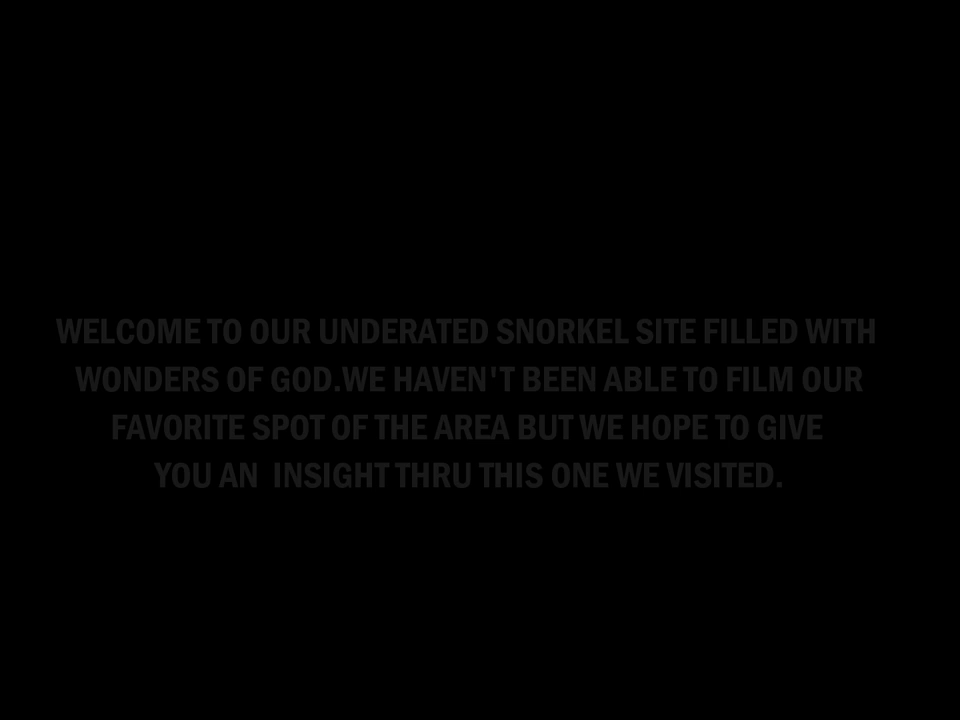 WELCOME TO OUR UNDERATED SNORKEL SITE FILLED WITH
WONDERS OF GOD.WE HAVEN'T BEEN ABLE TO FILM OUR
FAVORITE SPOT OF THE AREA BUT WE HOPE TO GIVE
YOU AN  INSIGHT THRU THIS ONE WE VISITED.